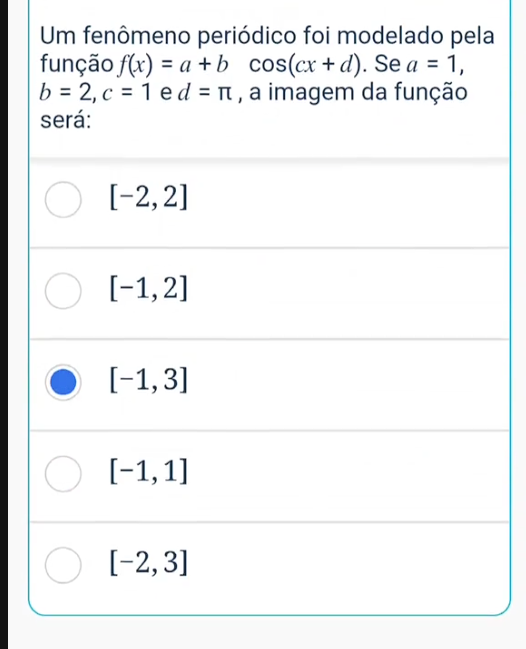 Um fenômeno periódico foi modelado pela
função f(x) = a + b cos(cx + d). Se a = 1,
b = 2, c = 1 e d = π , a imagem da função
será:
[−2, 2]
[−1, 2]
[−1, 3]
[−1, 1]
[−2, 3]